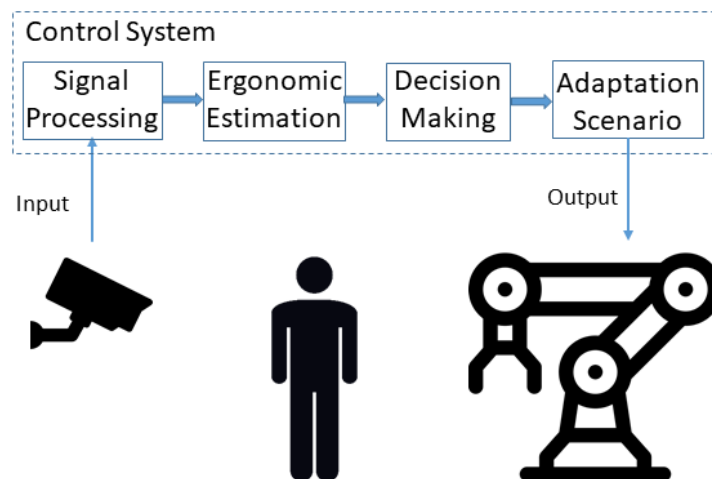 Control System
Signal
Processing
Ergonomic
Estimation
Decision
Making
Adaptation
Scenario
Input
Output